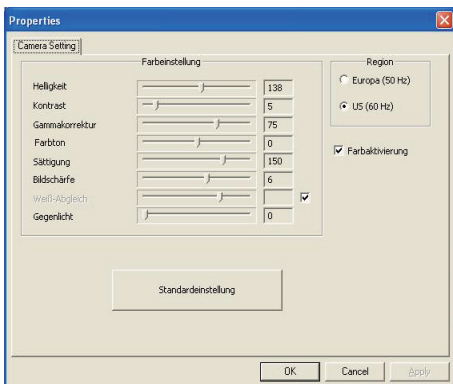 Properties
Camera Setting
Farbeinstellung
Helligkeit 138
Kontrast 5
Gammakorrektur 75
Farbton 0
Sättigung 150
Bildschärfe 6
Weiß-Abgleich
Gegenlicht 0
Region
Europa (50 Hz)
US (60 Hz)
Farbaktivierung
Standardeinstellung
OK Cancel Apply